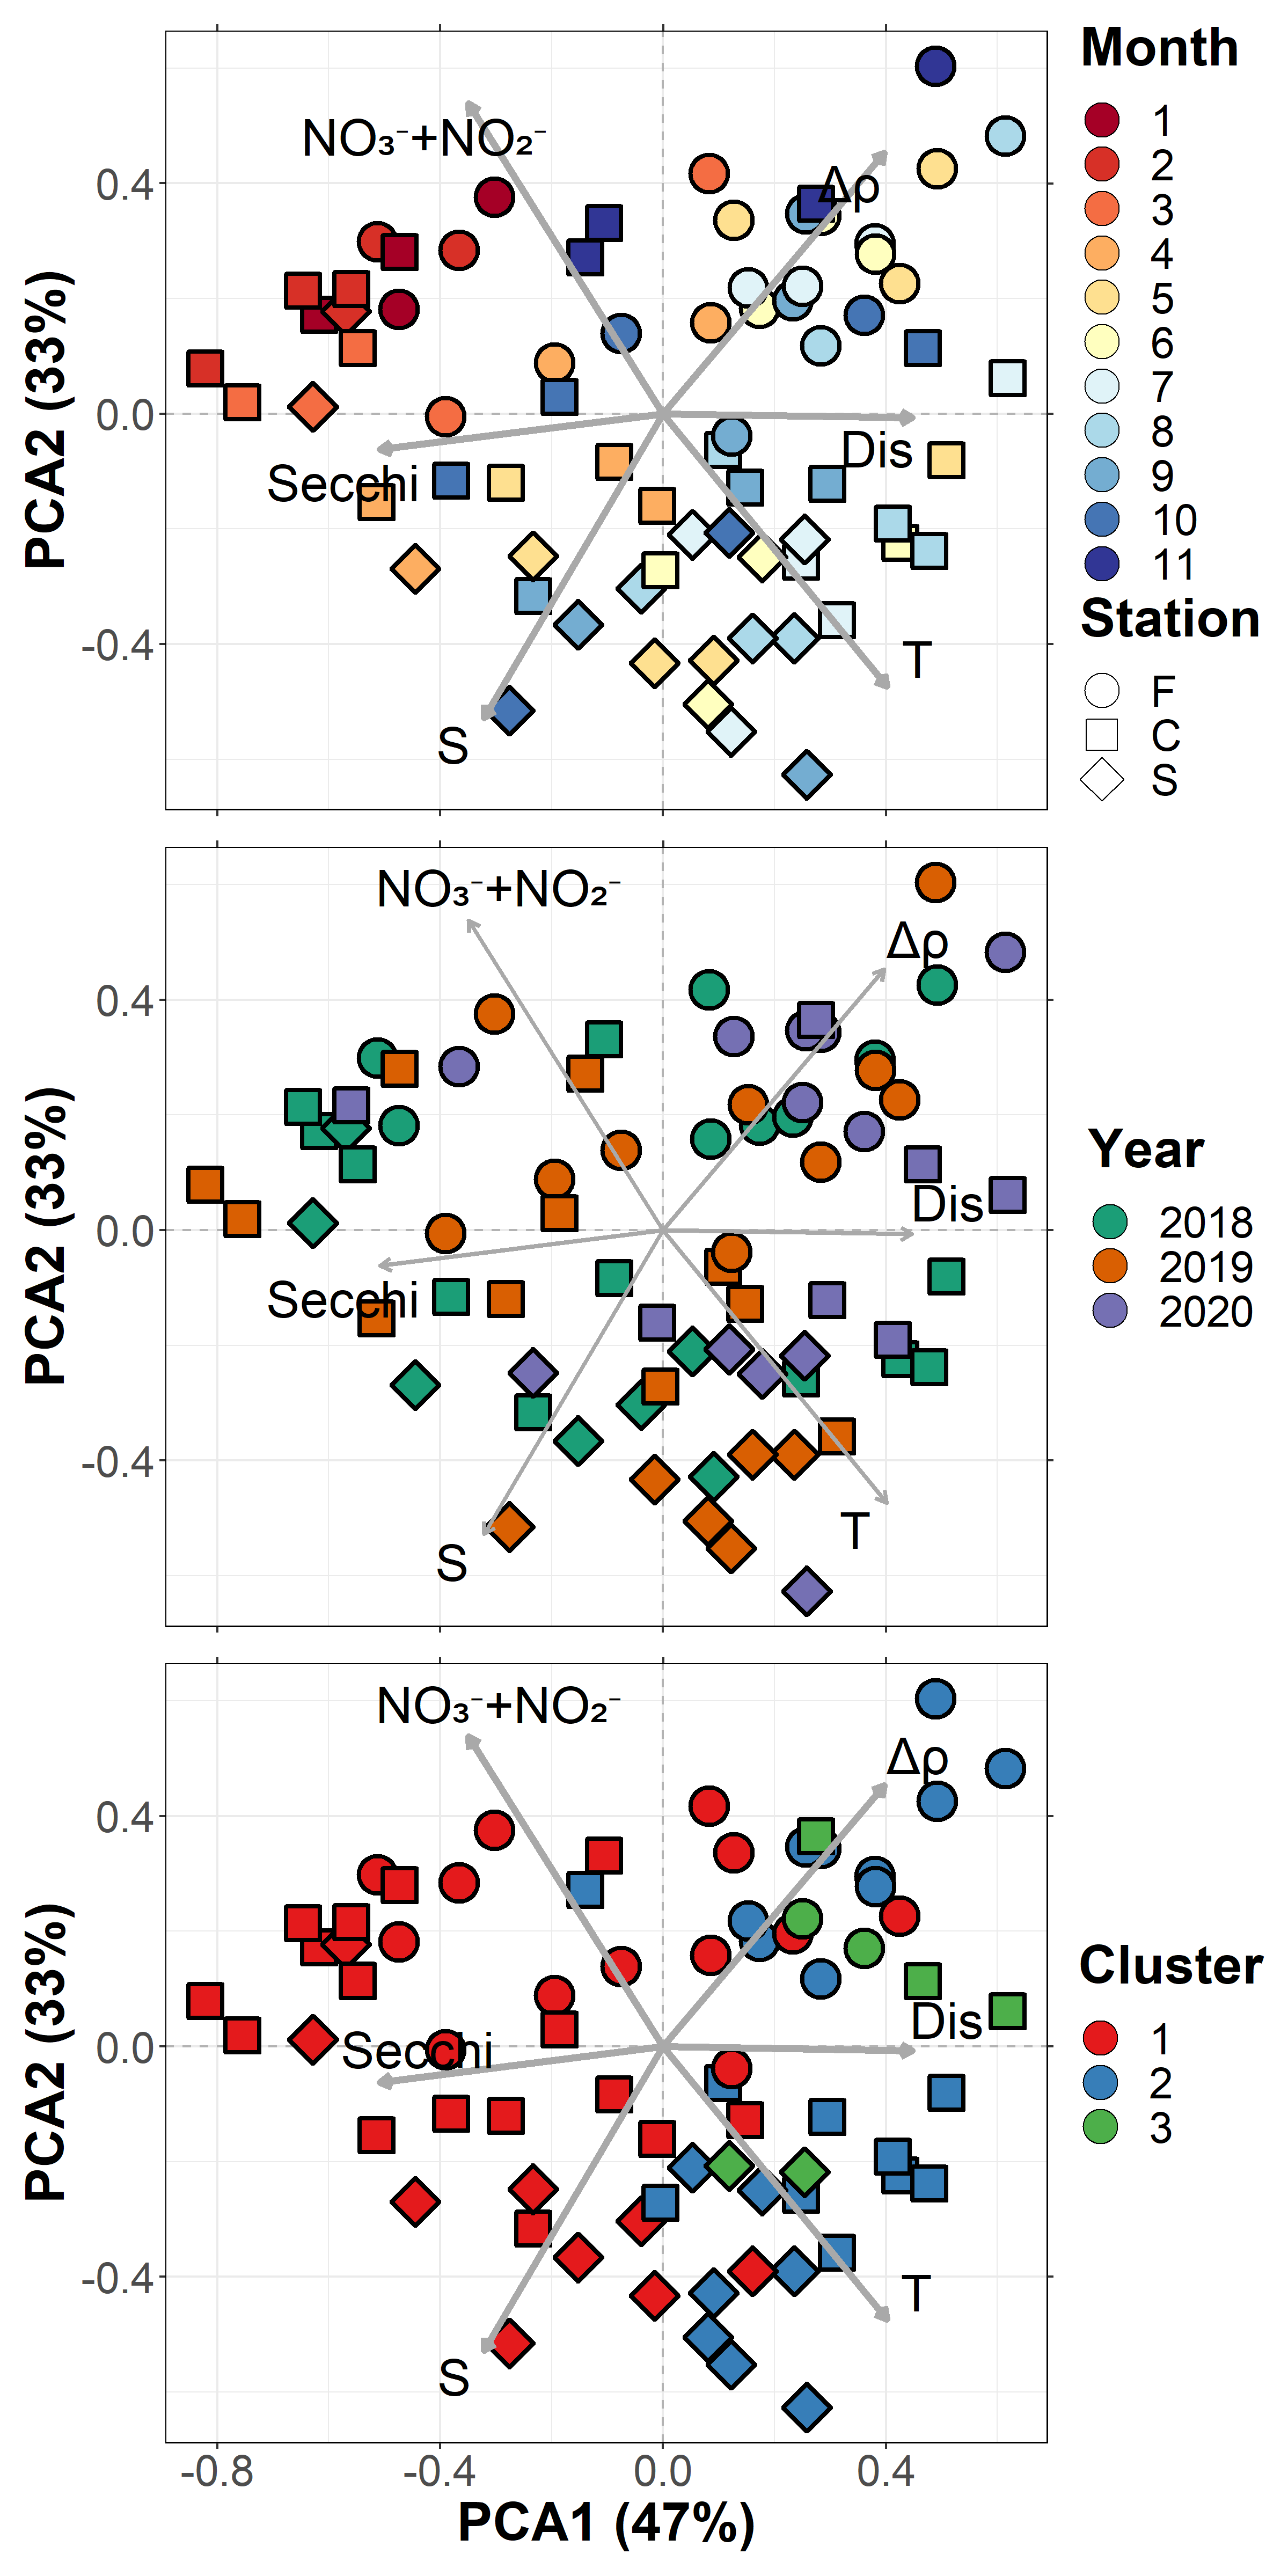 Month
1
2
3
4
5
6
7
8
9
10
11
Station
F
C
S
PCA2 (33%)
0.4
0.0
-0.4
NO₃⁻+NO₂⁻
Δρ
Dis
Secchi
T
S
PCA2 (33%)
0.4
0.0
-0.4
NO₃⁻+NO₂⁻
Δρ
Dis
Secchi
T
S
Year
2018
2019
2020
PCA2 (33%)
0.4
0.0
-0.4
NO₃⁻+NO₂⁻
Δρ
Dis
Secchi
T
S
Cluster
1
2
3
-0.8 -0.4 0.0 0.4
PCA1 (47%)